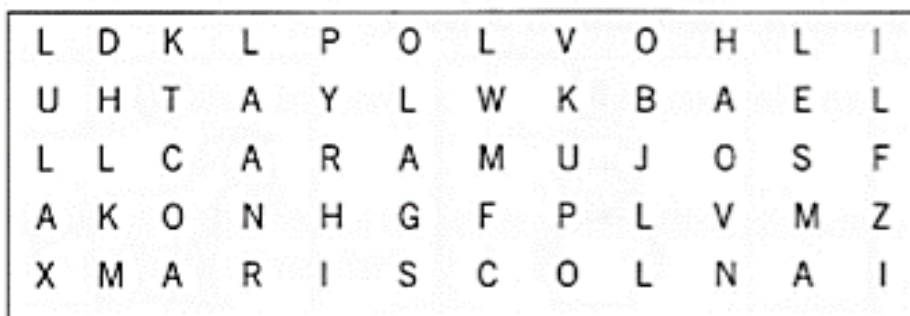 L D K L P O L V O H L I
U H T A Y L W K B A E L
L L C A R A M U J O S F
A K O N H G F P L V M Z
X M A R I S C O L N A I